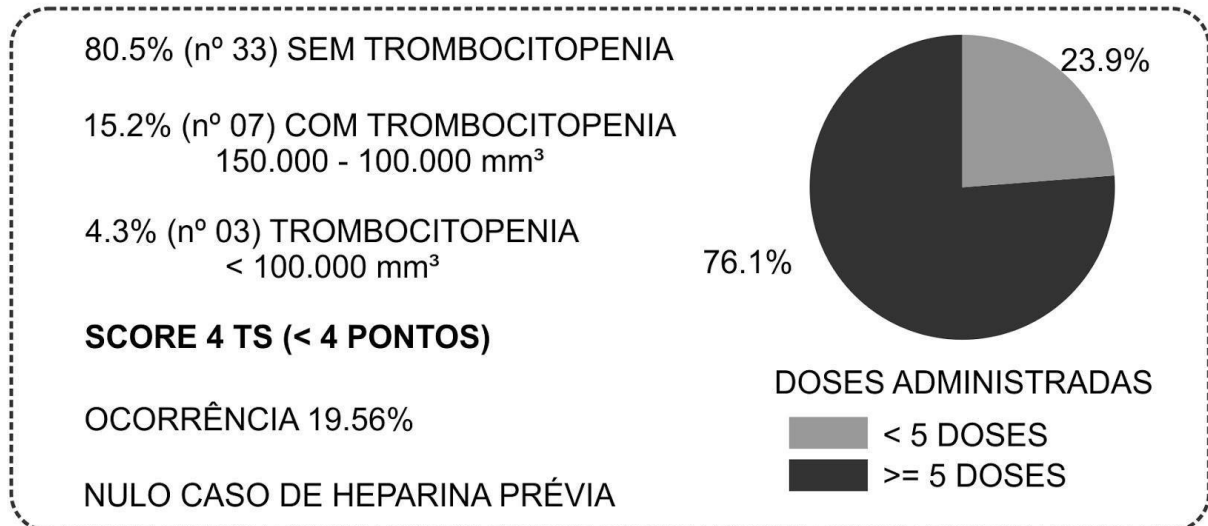 80.5% (nº 33) SEM TROMBOCITOPENIA
15.2% (nº 07) COM TROMBOCITOPENIA
150.000 - 100.000 mm³
4.3% (nº 03) TROMBOCITOPENIA
< 100.000 mm³
SCORE 4 TS (< 4 PONTOS)
OCORRÊNCIA 19.56%
NULO CASO DE HEPARINA PRÉVIA
23.9%
76.1%
DOSES ADMINISTRADAS
< 5 DOSES
>= 5 DOSES